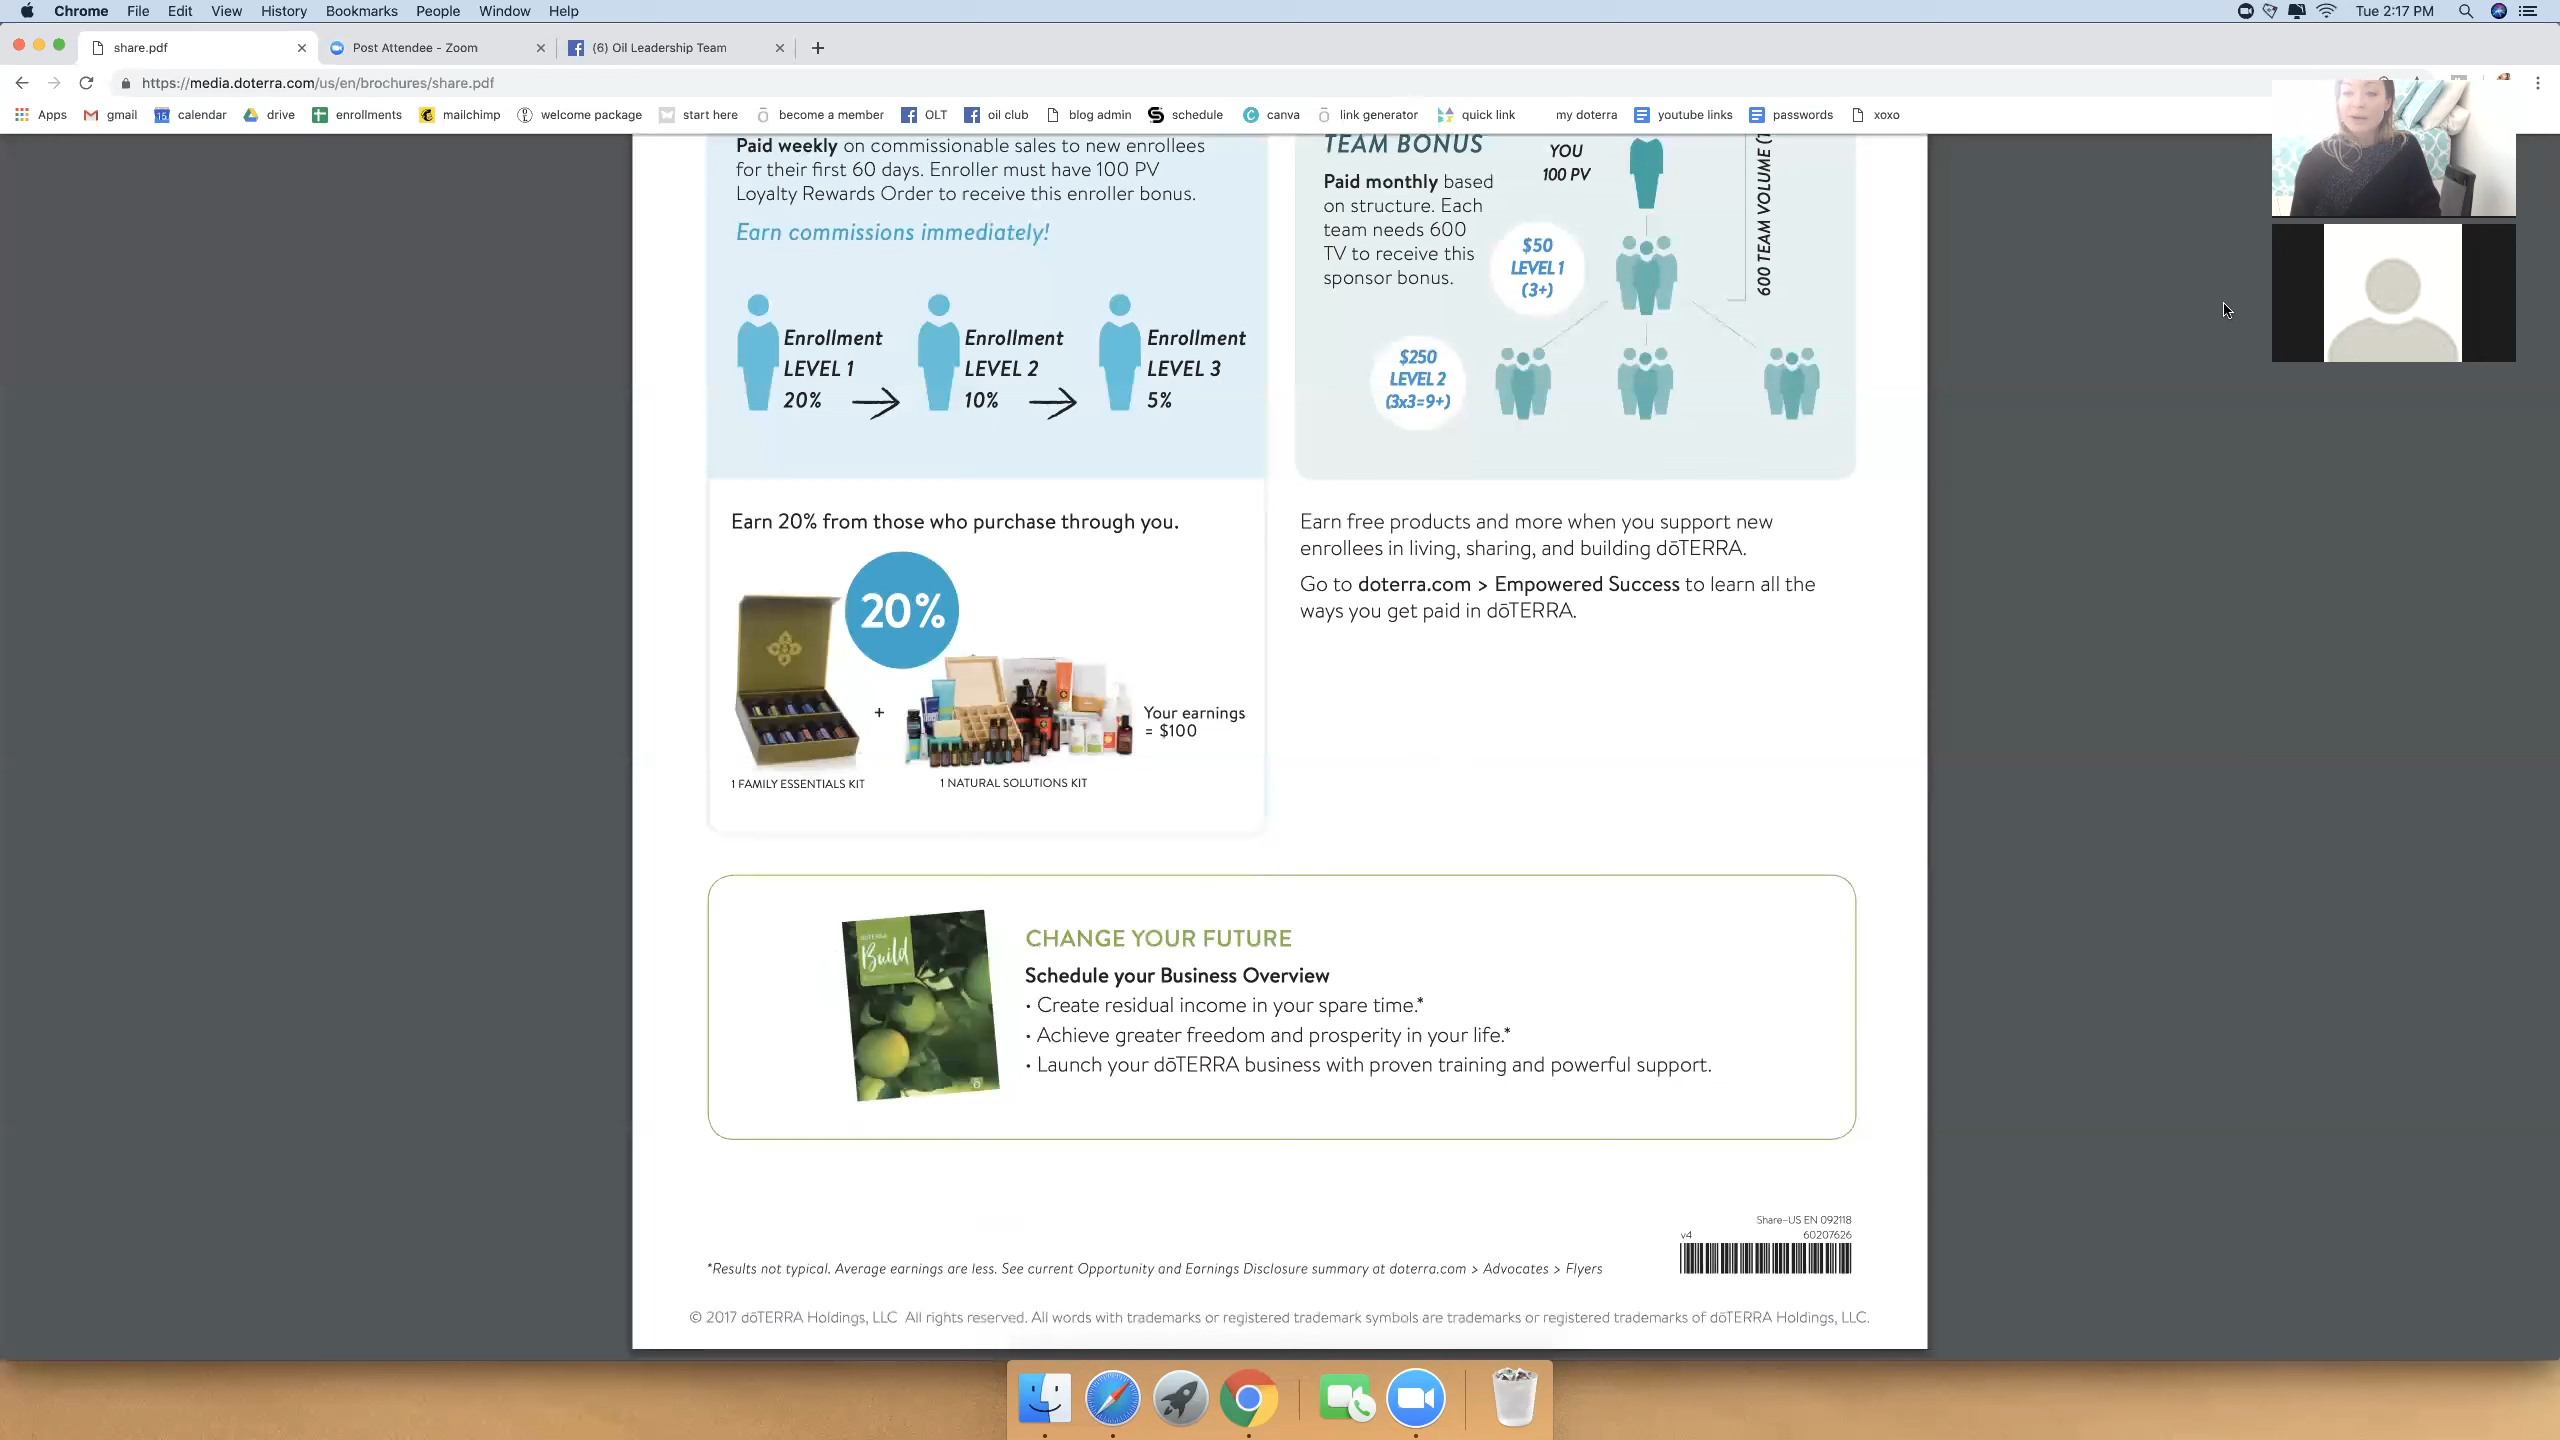 Chrome File Edit View History Bookmarks People Window Help
Tue 2:17 PM
share.pdf
Post Attendee - Zoom
(6) Oil Leadership Team
https://media.doterra.com/us/en/brochures/share.pdf
Apps gmail calendar drive enrollments mailchimp welcome package start here become a member OLT oil club blog admin schedule canva link generator quick link my doterra youtube links passwords xoxo
Paid weekly on commissionable sales to new enrollees
for their first 60 days. Enroller must have 100 PV
Loyalty Rewards Order to receive this enroller bonus.
Earn commissions immediately!
Enrollment
LEVEL 1
20%
Enrollment
LEVEL 2
10%
Enrollment
LEVEL 3
5%
TEAM BONUS
Paid monthly based
on structure. Each
team needs 600
TV to receive this
sponsor bonus.
YOU
100 PV
600 TEAM VOLUME
$50
LEVEL 1
(3+)
$250
LEVEL 2
(3x3=9+)
Earn 20% from those who purchase through you.
20%
+
Your earnings
= $100
1 FAMILY ESSENTIALS KIT
1 NATURAL SOLUTIONS KIT
Earn free products and more when you support new
enrollees in living, sharing, and building dōTERRA.
Go to doterra.com > Empowered Success to learn all the
ways you get paid in dōTERRA.
dōTERRA
Build
CHANGE YOUR FUTURE
Schedule your Business Overview
• Create residual income in your spare time.*
• Achieve greater freedom and prosperity in your life.*
• Launch your dōTERRA business with proven training and powerful support.
Share-US EN 092118
v4 60207626
*Results not typical. Average earnings are less. See current Opportunity and Earnings Disclosure summary at doterra.com > Advocates > Flyers
© 2017 dōTERRA Holdings, LLC All rights reserved. All words with trademarks or registered trademark symbols are trademarks or registered trademarks of dōTERRA Holdings, LLC.